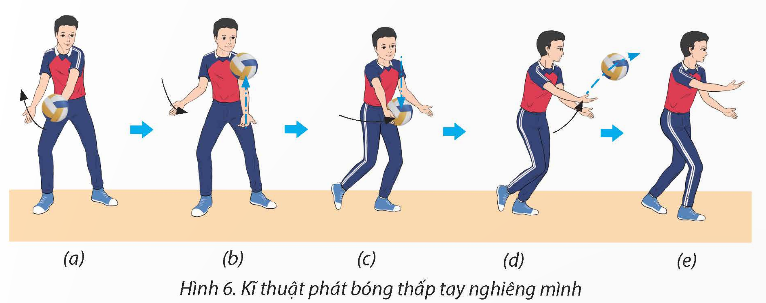 (a) (b) (c) (d) (e)
Hình 6. Kĩ thuật phát bóng thấp tay nghiêng mình